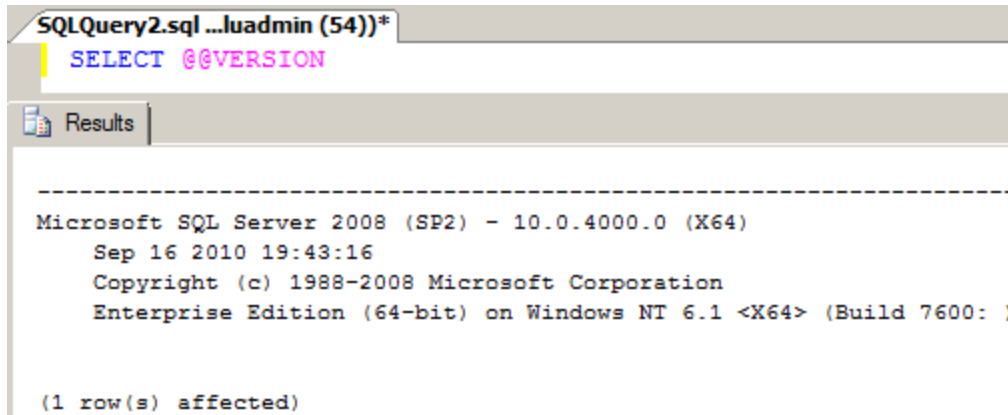 SQLQuery2.sql ...luadmin (54))*
SELECT @@VERSION
Results
--------------------------------------------------------------------
Microsoft SQL Server 2008 (SP2) - 10.0.4000.0 (X64)
Sep 16 2010 19:43:16
Copyright (c) 1988-2008 Microsoft Corporation
Enterprise Edition (64-bit) on Windows NT 6.1 <X64> (Build 7600: )
(1 row(s) affected)